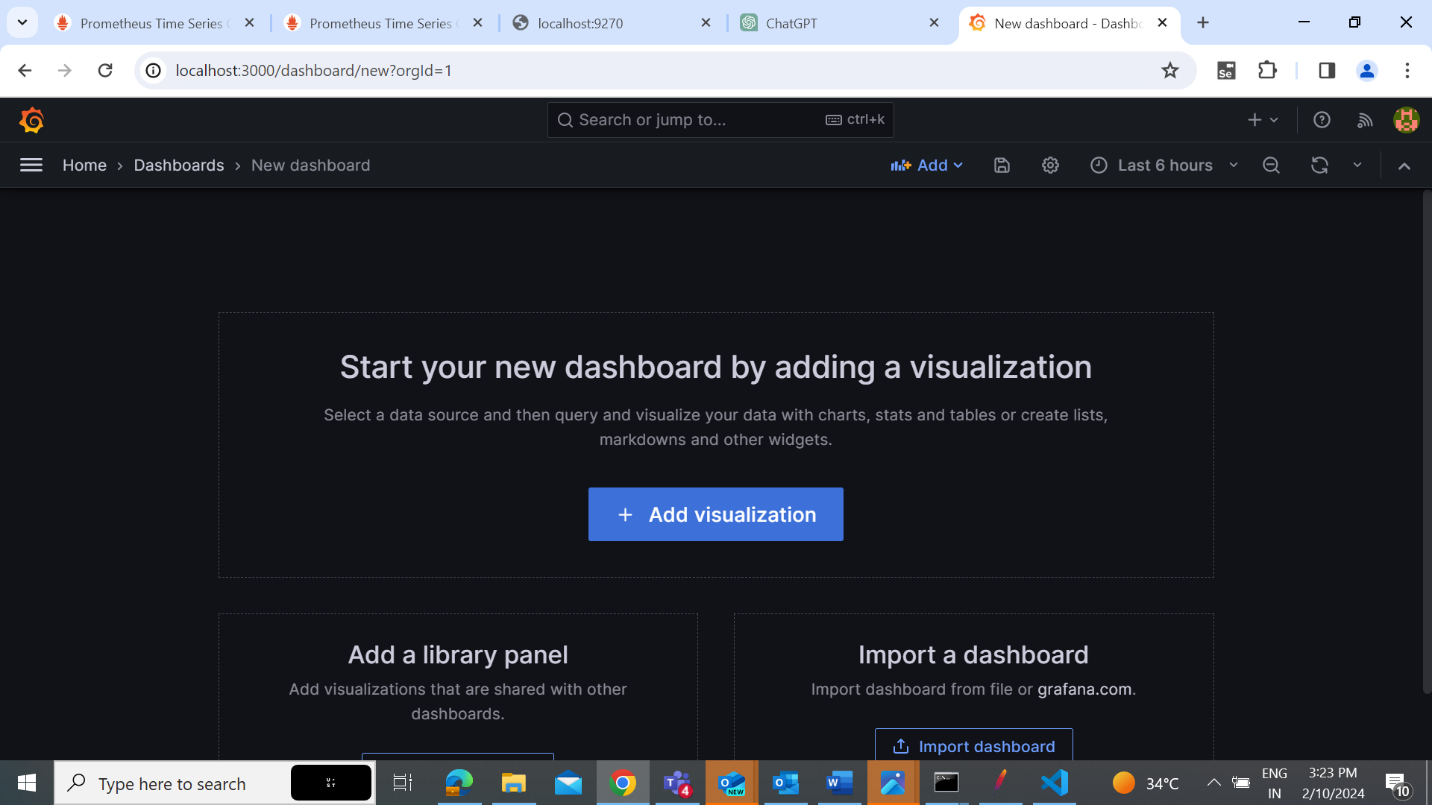 Prometheus Time Series
Prometheus Time Series
localhost:9270
ChatGPT
New dashboard - Dashb
localhost:3000/dashboard/new?orgId=1
Se
Search or jump to...
ctrl+k
Home
Dashboards
New dashboard
Add
Last 6 hours
Start your new dashboard by adding a visualization
Select a data source and then query and visualize your data with charts, stats and tables or create lists,
markdowns and other widgets.
+ Add visualization
Add a library panel
Add visualizations that are shared with other
dashboards.
Import a dashboard
Import dashboard from file or grafana.com.
Import dashboard
Type here to search
4
NEW
34°C
ENG
IN
3:23 PM
2/10/2024
10